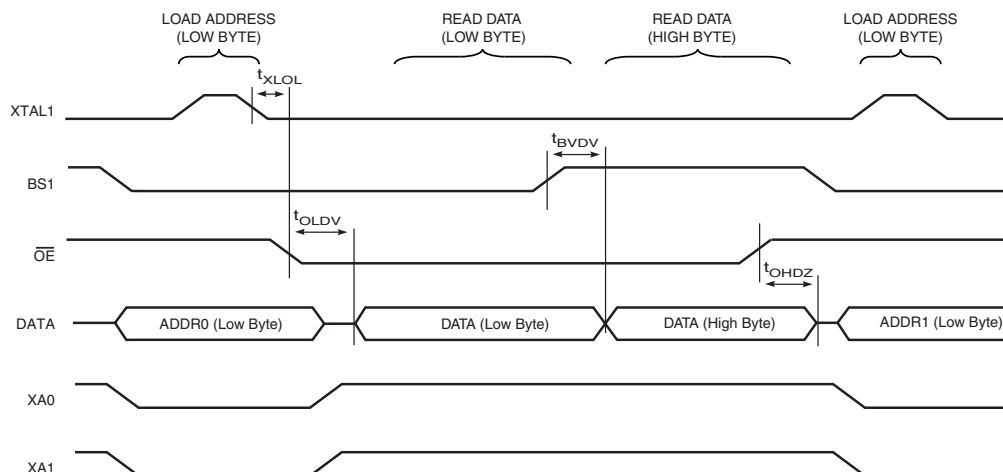 LOAD ADDRESS
(LOW BYTE)
READ DATA
(LOW BYTE)
READ DATA
(HIGH BYTE)
LOAD ADDRESS
(LOW BYTE)
tXLOL
XTAL1
tBVDV
BS1
tOLDV
OE
tOHDZ
DATA
ADDR0 (Low Byte)
DATA (Low Byte)
DATA (High Byte)
ADDR1 (Low Byte)
XA0
XA1